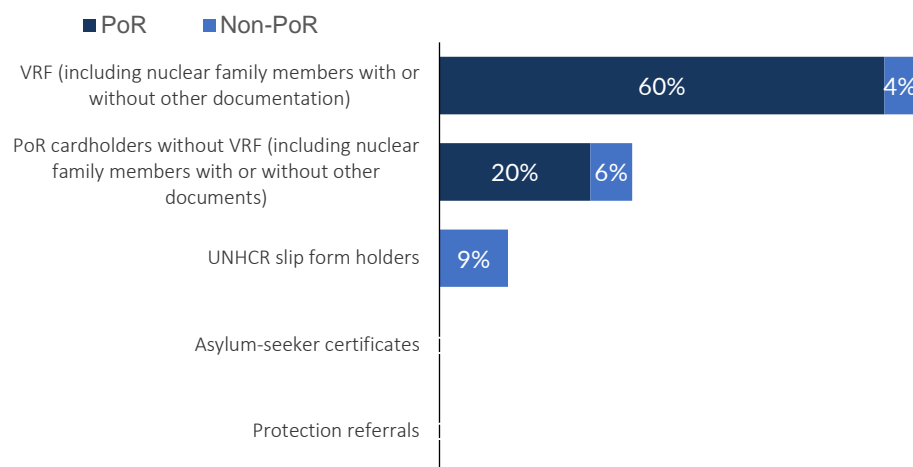 PoR Non-PoR
VRF (including nuclear family members with or
without other documentation)
60% 4%
PoR cardholders without VRF (including nuclear
family members with or without other
documents)
20% 6%
UNHCR slip form holders
9%
Asylum-seeker certificates
Protection referrals